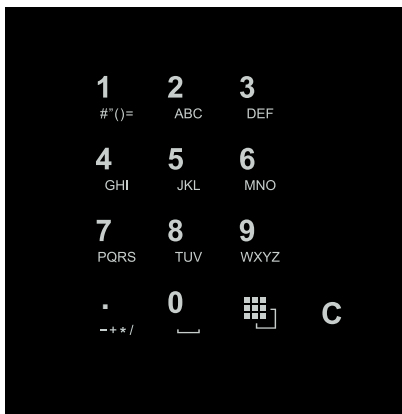 1 2 3
#"()= ABC DEF
4 5 6
GHI JKL MNO
7 8 9
PQRS TUV WXYZ
. 0 C
-+*/